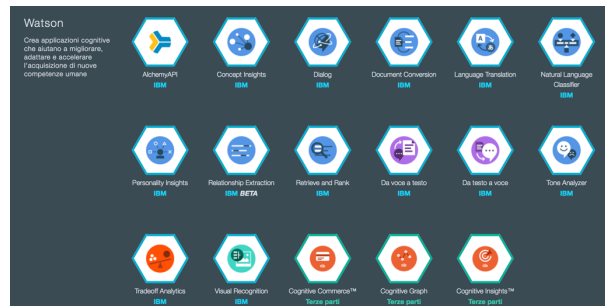 Watson
Crea applicazioni cognitive
che aiutano a migliorare,
adattare e accelerare
l'acquisizione di nuove
competenze umane
AlchemyAPI
IBM
Concept Insights
IBM
Dialog
IBM
Document Conversion
IBM
Language Translation
IBM
Natural Language
Classifier
IBM
Personality Insights
IBM
Relationship Extraction
IBM BETA
Retrieve and Rank
IBM
Da voce a testo
IBM
Da testo a voce
IBM
Tone Analyzer
IBM
Tradeoff Analytics
IBM
Visual Recognition
IBM
Cognitive Commerce™
Terze parti
Cognitive Graph
Terze parti
Cognitive Insights™
Terze parti